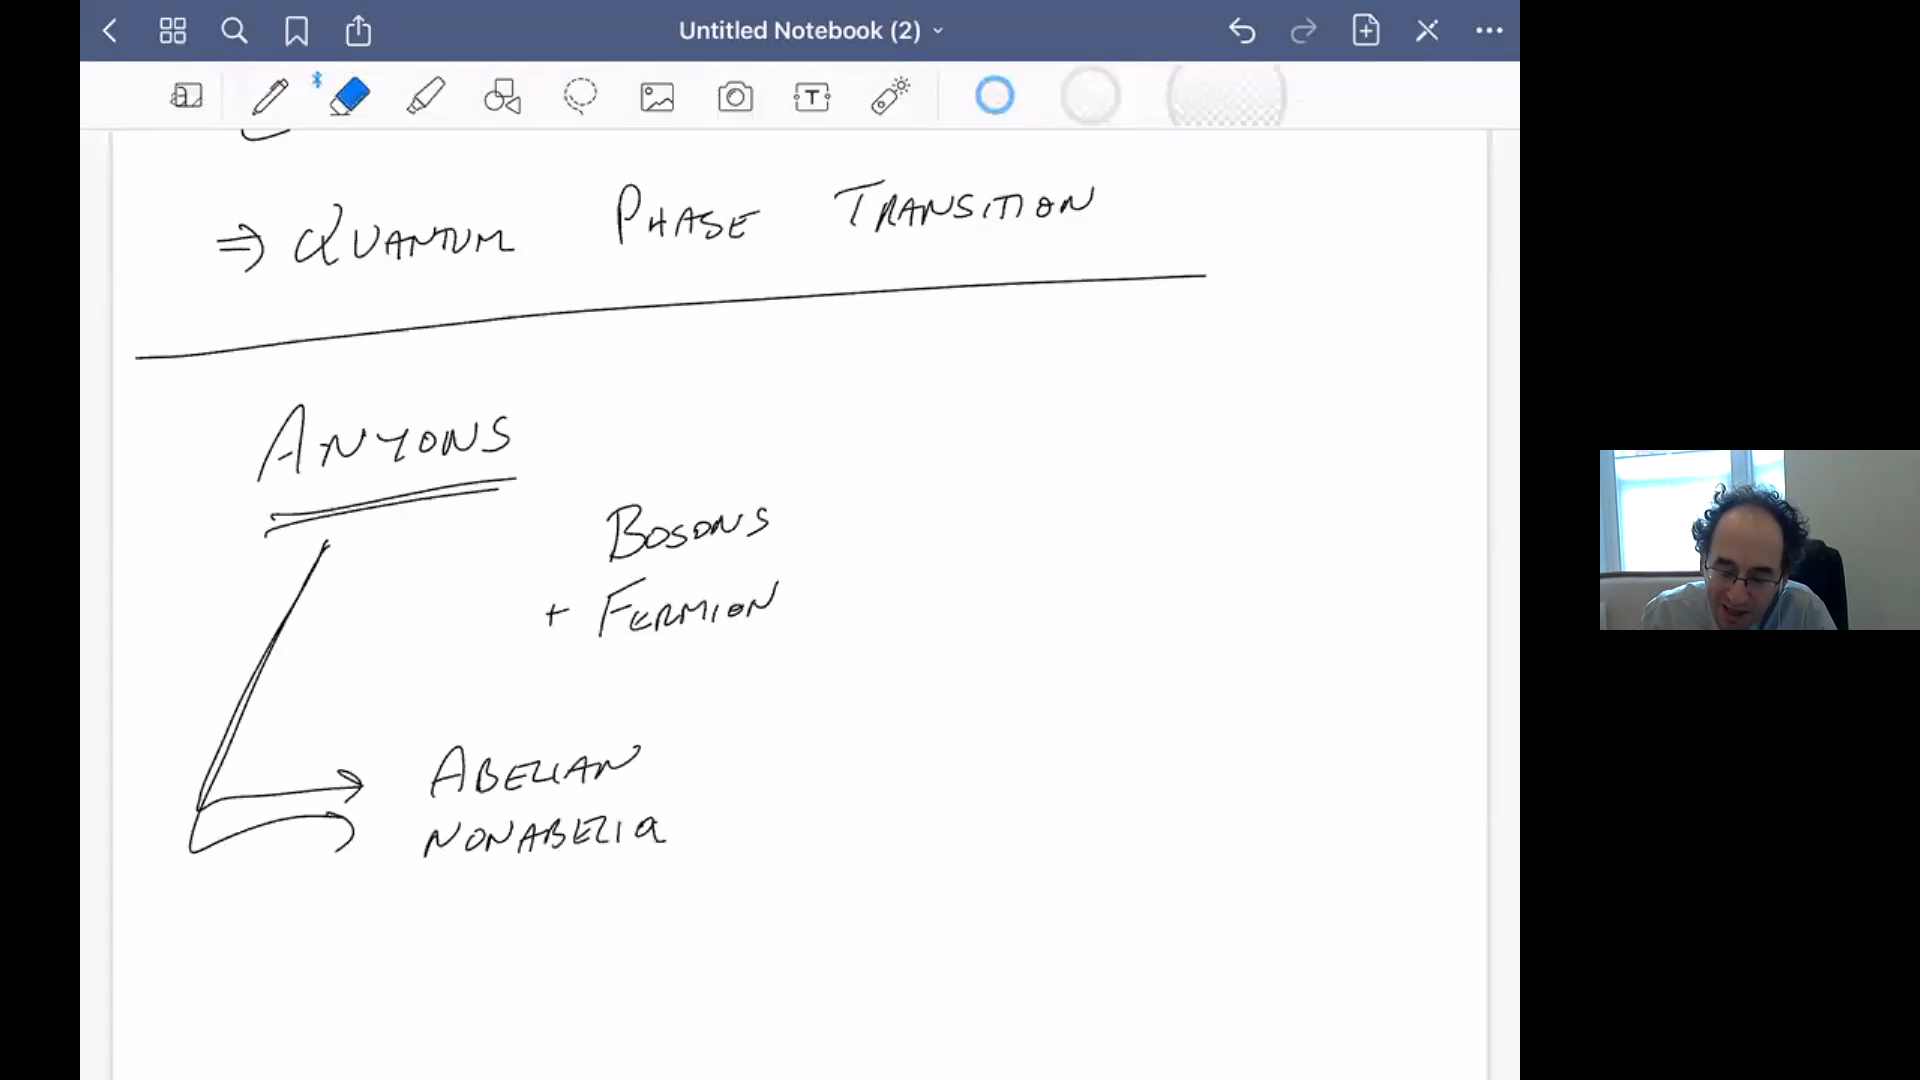 Untitled Notebook (2)
T
⇒ QUANTUM PHASE TRANSITION
ANYONS
BOSONS
+ FERMION
ABELIAN
NONABELIA